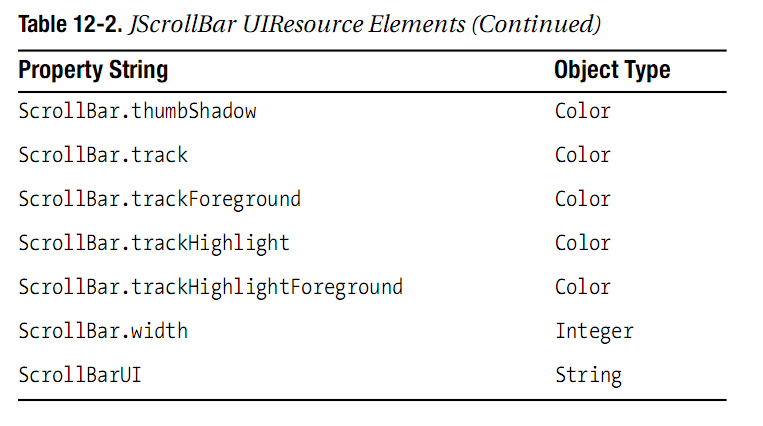 Table 12-2. JScrollBar UIResource Elements (Continued)
Property String Object Type
ScrollBar.thumbShadow Color
ScrollBar.track Color
ScrollBar.trackForeground Color
ScrollBar.trackHighlight Color
ScrollBar.trackHighlightForeground Color
ScrollBar.width Integer
ScrollBarUI String